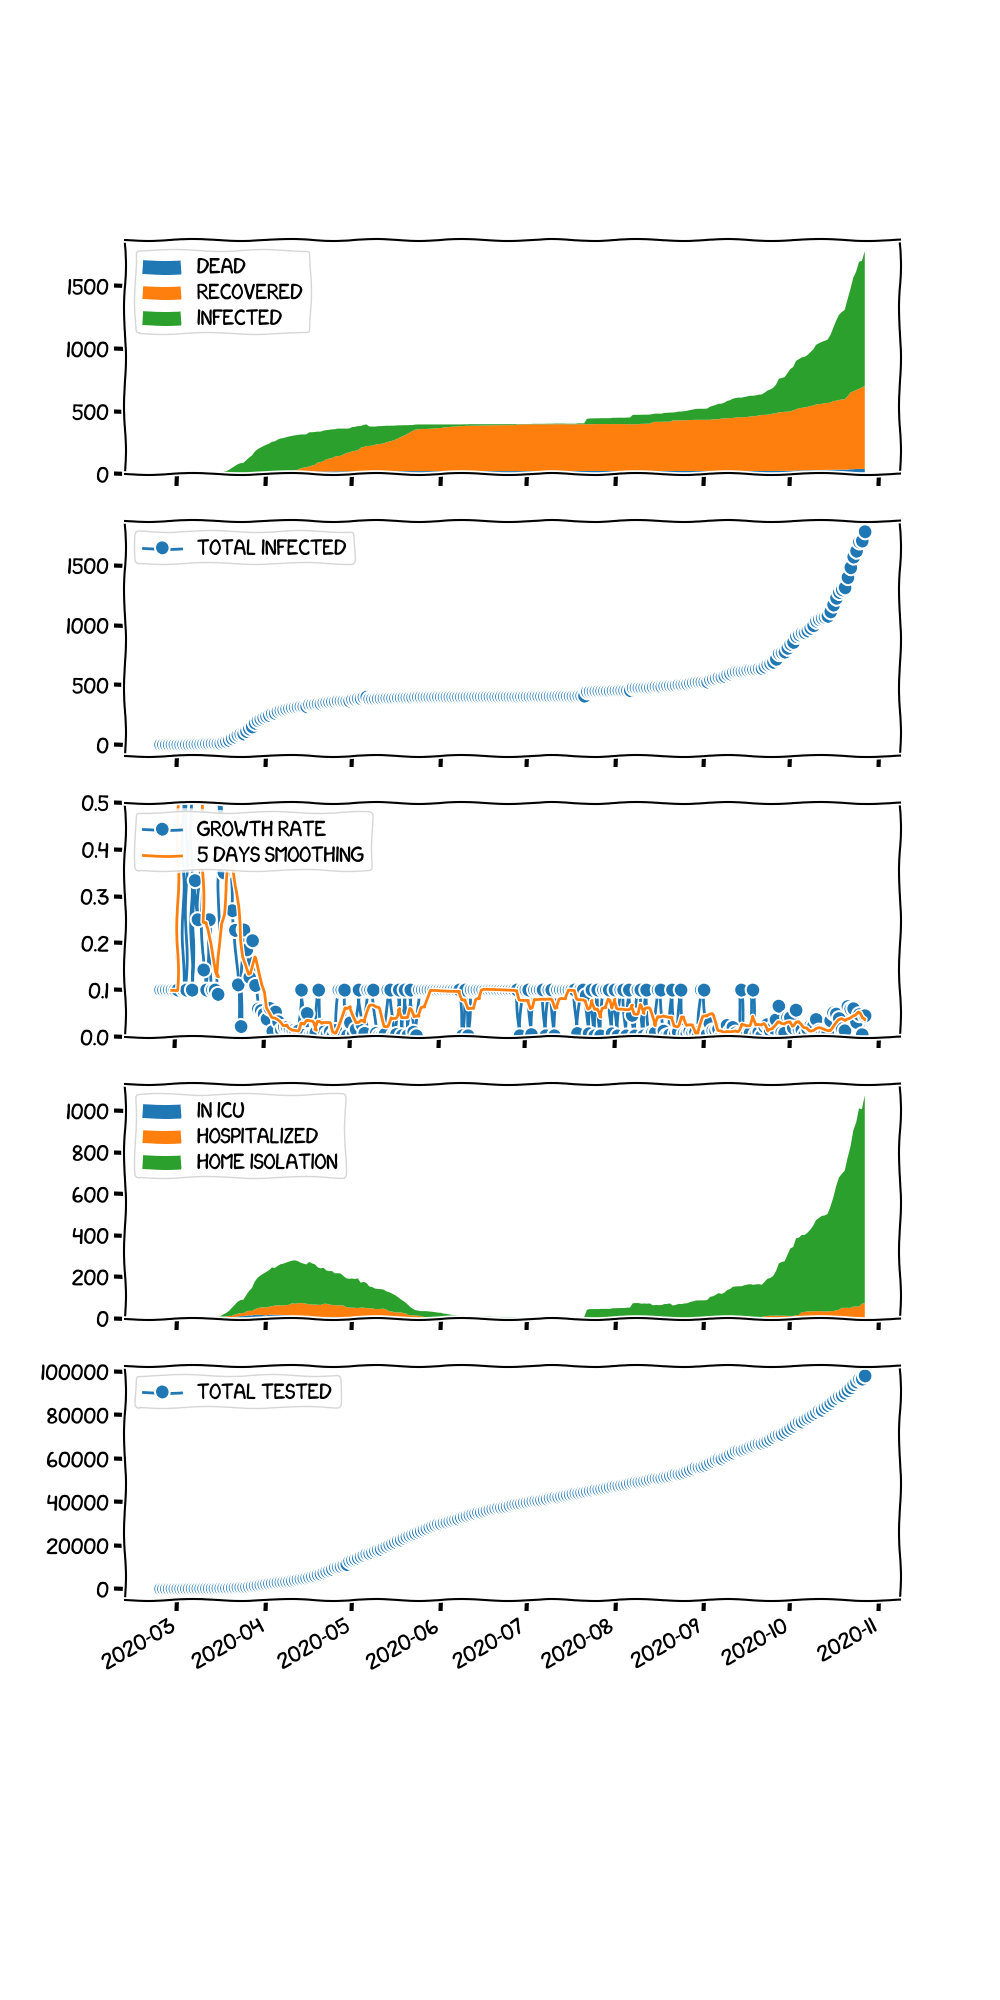 DEAD
RECOVERED
INFECTED
1500
1000
500
0
TOTAL INFECTED
1500
1000
500
0
GROWTH RATE
5 DAYS SMOOTHING
0.5
0.4
0.3
0.2
0.1
0.0
IN ICU
HOSPITALIZED
HOME ISOLATION
1000
800
600
400
200
0
TOTAL TESTED
100000
80000
60000
40000
20000
0
2020-03 2020-04 2020-05 2020-06 2020-07 2020-08 2020-09 2020-10 2020-11